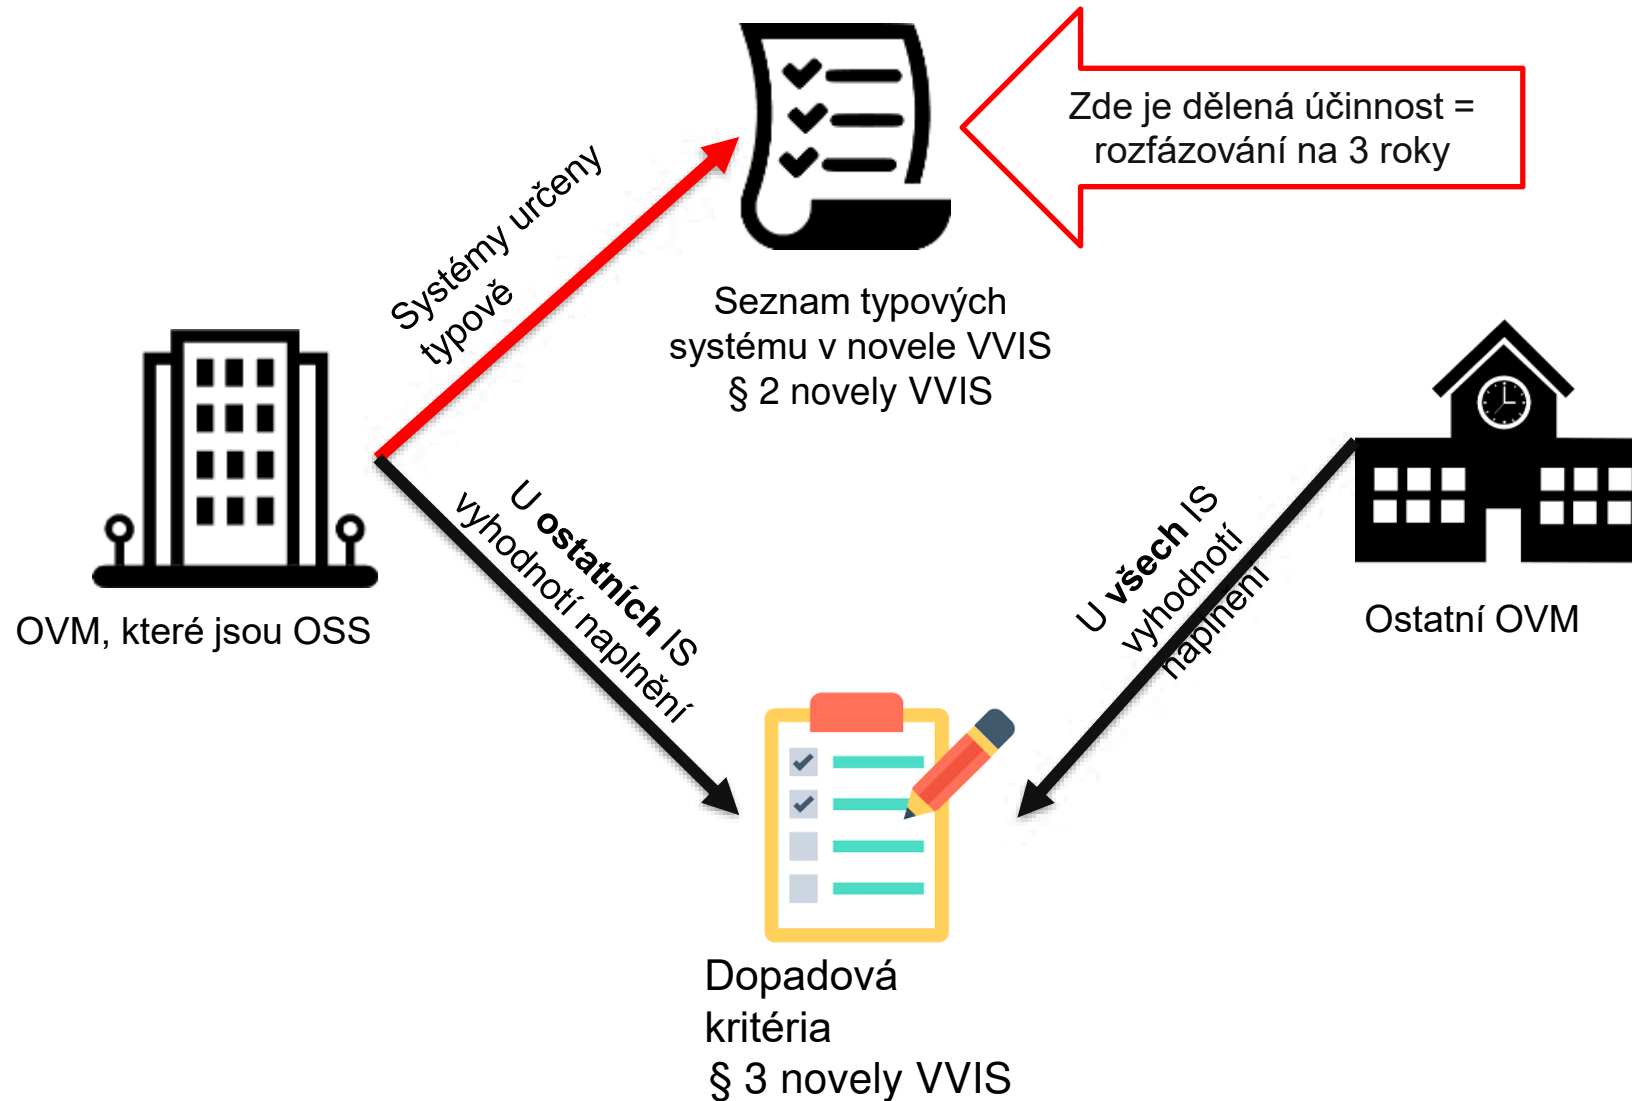 Zde je dělená účinnost =
rozfázování na 3 roky
Systémy určeny
typově
Seznam typových
systému v novele VVIS
§ 2 novely VVIS
OVM, které jsou OSS
U ostatních IS
vyhodnotí naplnění
U všech IS
vyhodnotí
naplnění
Ostatní OVM
Dopadová
kritéria
§ 3 novely VVIS